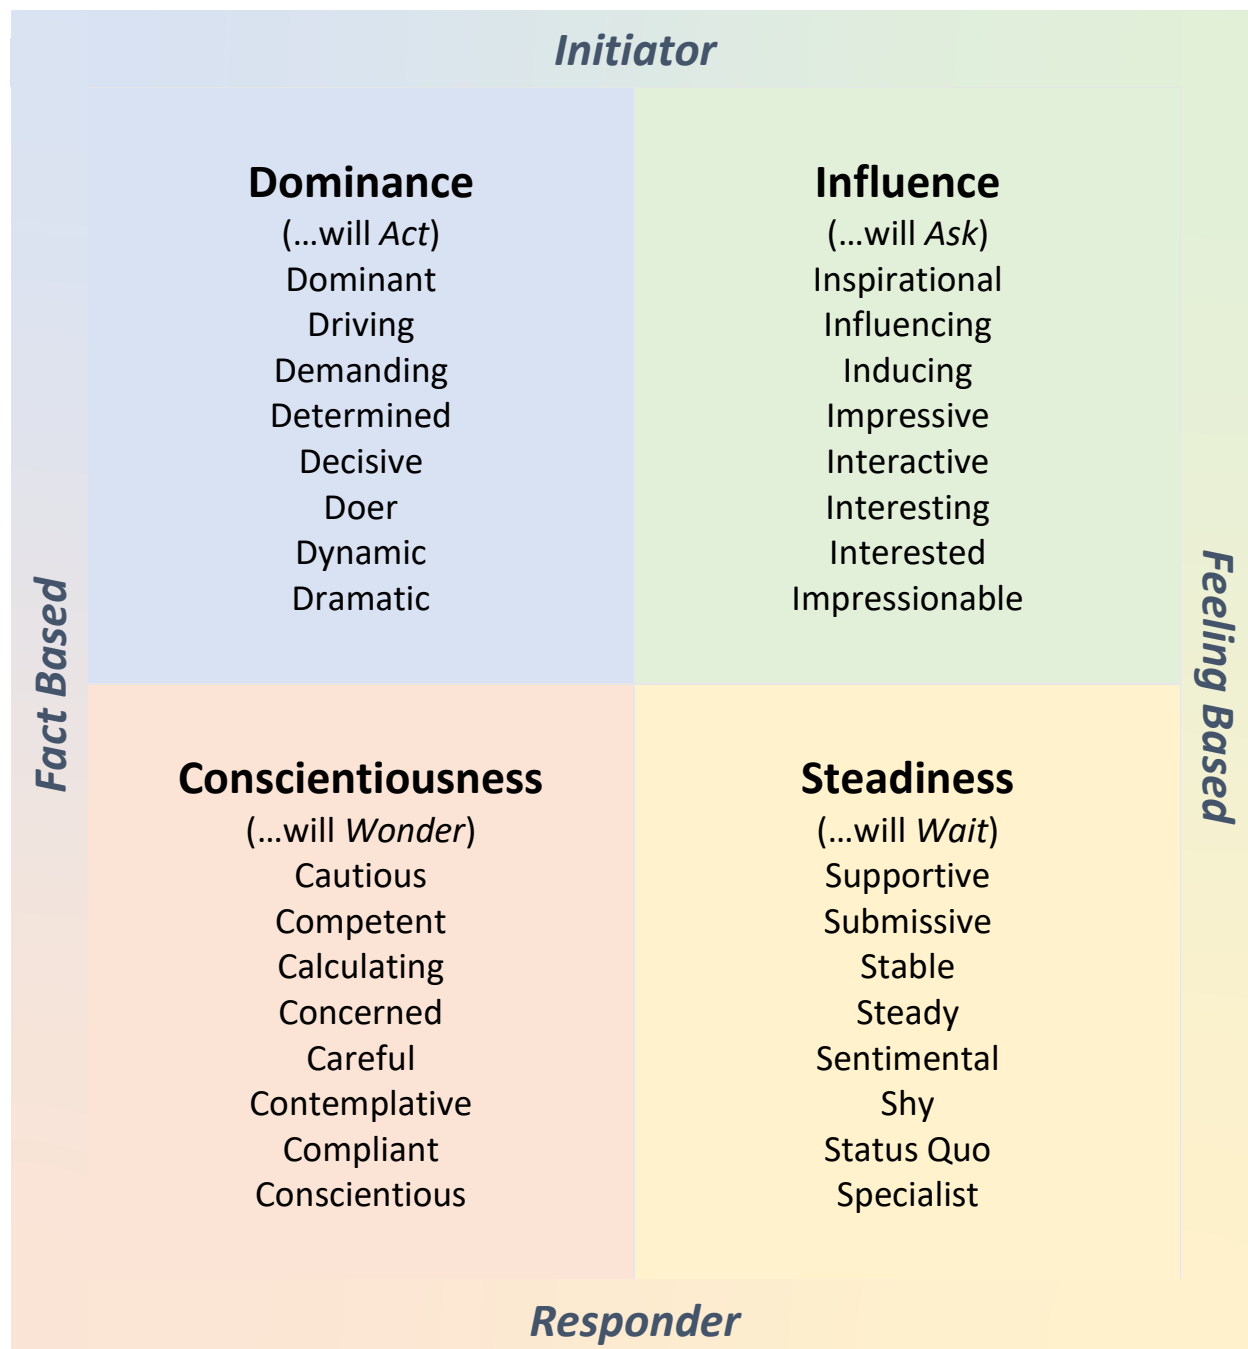 Initiator
Fact Based
Dominance
(…will Act)
Dominant
Driving
Demanding
Determined
Decisive
Doer
Dynamic
Dramatic
Influence
(…will Ask)
Inspirational
Influencing
Inducing
Impressive
Interactive
Interesting
Interested
Impressionable
Feeling Based
Conscientiousness
(…will Wonder)
Cautious
Competent
Calculating
Concerned
Careful
Contemplative
Compliant
Conscientious
Steadiness
(…will Wait)
Supportive
Submissive
Stable
Steady
Sentimental
Shy
Status Quo
Specialist
Responder